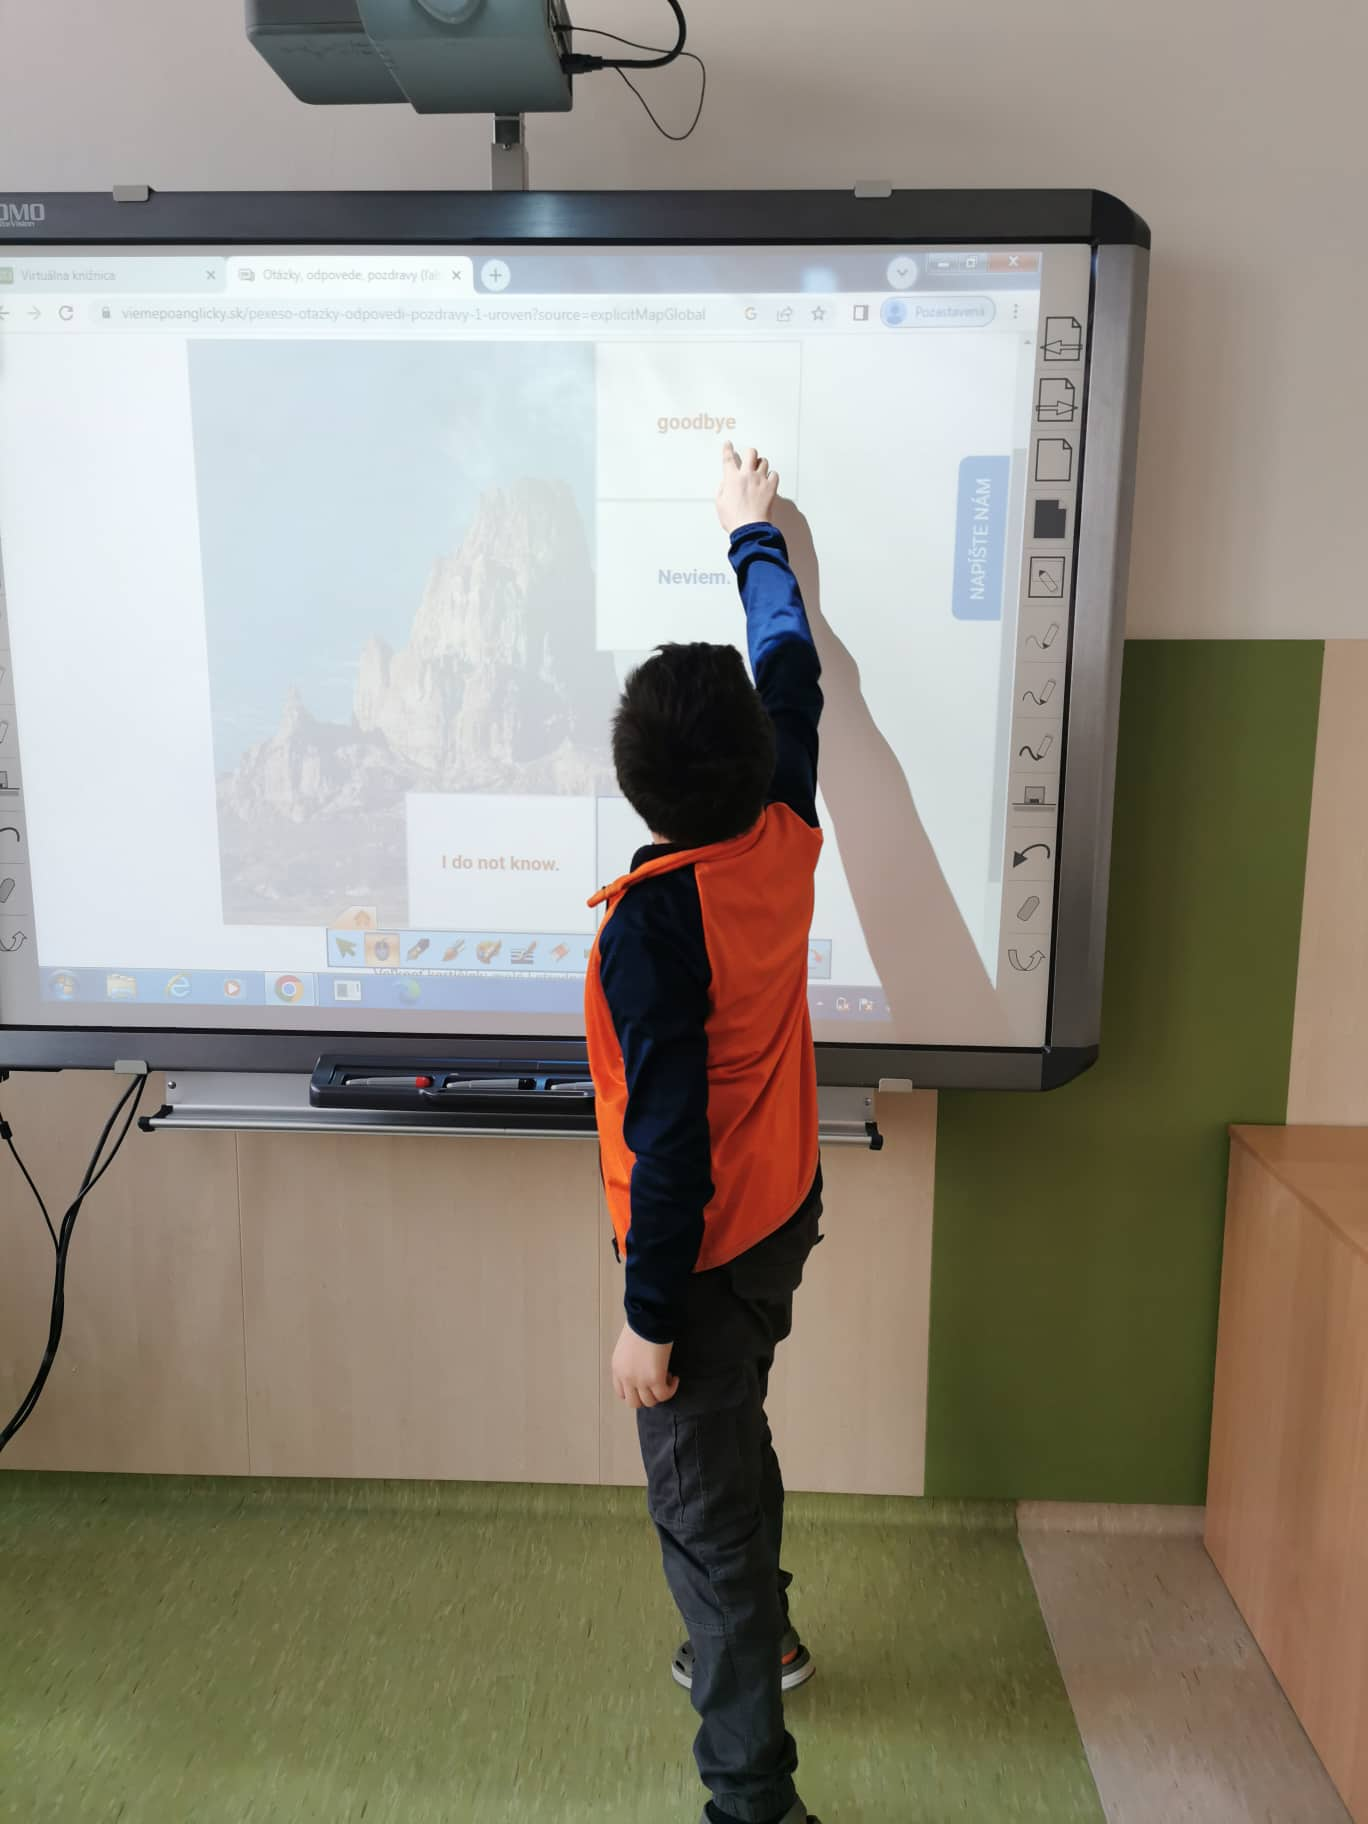 Virtuálna knižnica
Otázky, odpovede, pozdravy
viemepoanglicky.sk/pexeso-otazky-odpovedi-pozdravy-1-uroven?source=explicitMapGlobal
Pozastavená
goodbye
NAPÍŠTE NÁM
Neviem.
I do not know.